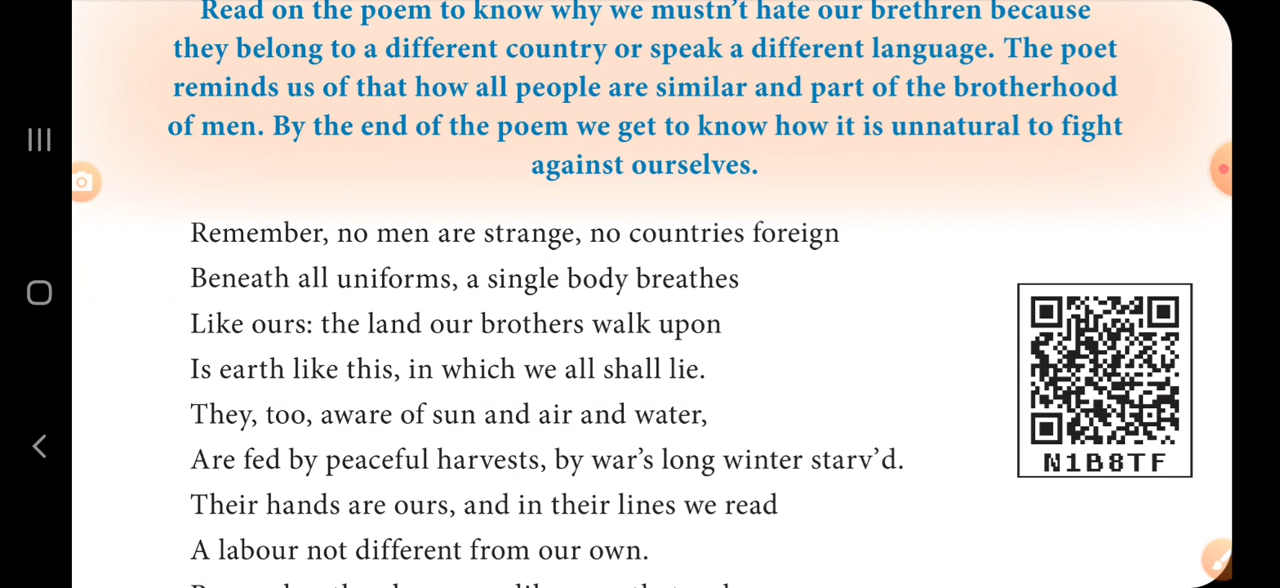 Read on the poem to know why we mustn’t hate our brethren because
they belong to a different country or speak a different language. The poet
reminds us of that how all people are similar and part of the brotherhood
of men. By the end of the poem we get to know how it is unnatural to fight
against ourselves.
Remember, no men are strange, no countries foreign
Beneath all uniforms, a single body breathes
Like ours: the land our brothers walk upon
Is earth like this, in which we all shall lie.
They, too, aware of sun and air and water,
Are fed by peaceful harvests, by war’s long winter starv’d.
Their hands are ours, and in their lines we read
A labour not different from our own.
N1B8TF